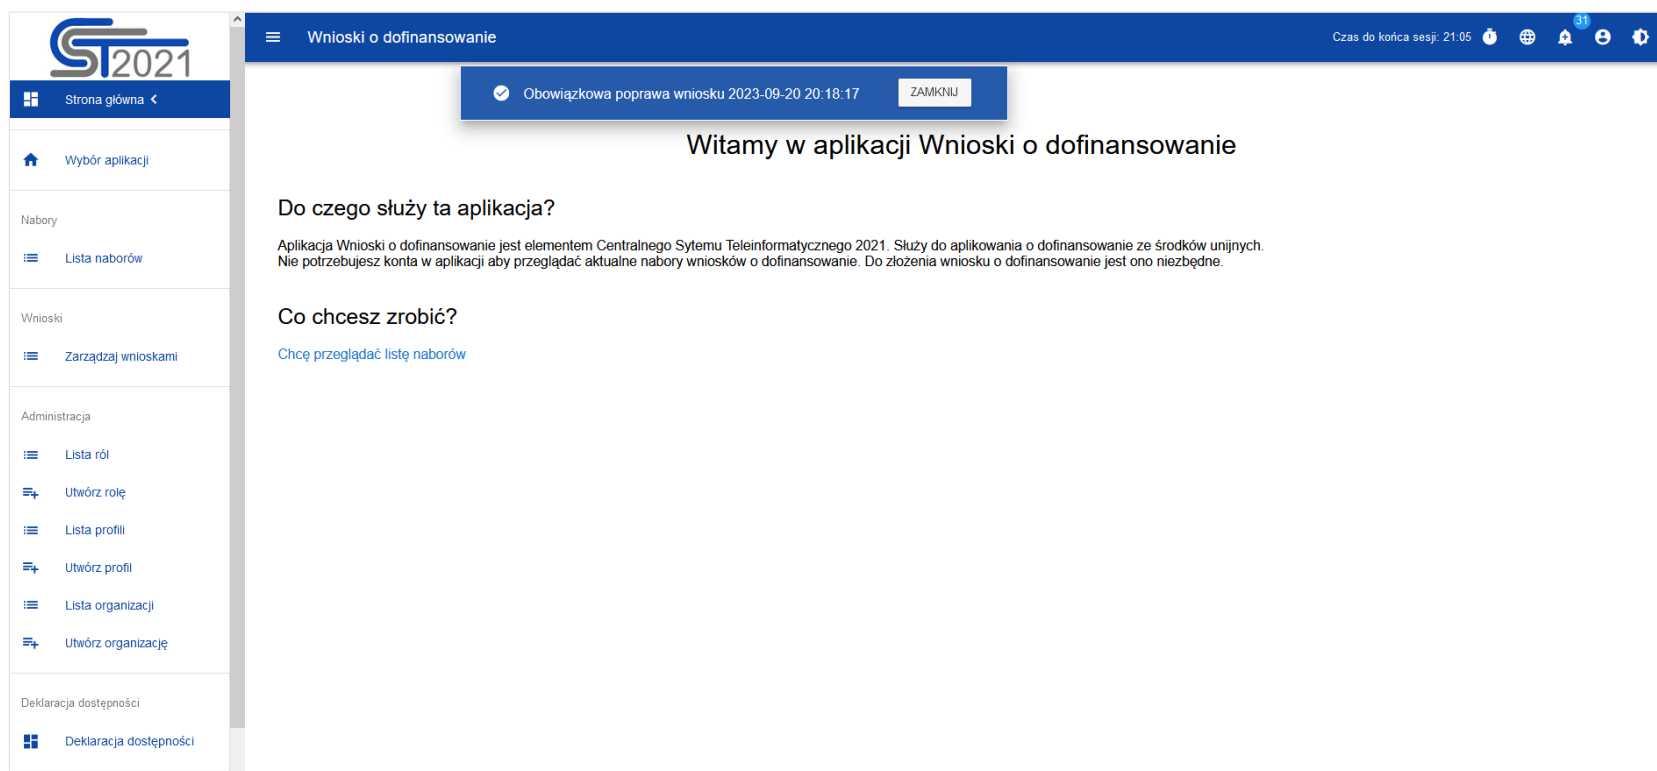 CST2021
Wnioski o dofinansowanie
Czas do końca sesji: 21:05
31
Obowiązkowa poprawa wniosku 2023-09-20 20:18:17
ZAMKNIJ
Strona główna
Wybór aplikacji
Nabory
Lista naborów
Wnioski
Zarządzaj wnioskami
Administracja
Lista ról
Utwórz rolę
Lista profili
Utwórz profil
Lista organizacji
Utwórz organizację
Deklaracja dostępności
Deklaracja dostępności
Witamy w aplikacji Wnioski o dofinansowanie
Do czego służy ta aplikacja?
Aplikacja Wnioski o dofinansowanie jest elementem Centralnego Sytemu Teleinformatycznego 2021. Służy do aplikowania o dofinansowanie ze środków unijnych.
Nie potrzebujesz konta w aplikacji aby przeglądać aktualne nabory wniosków o dofinansowanie. Do złożenia wniosku o dofinansowanie jest ono niezbędne.
Co chcesz zrobić?
Chcę przeglądać listę naborów